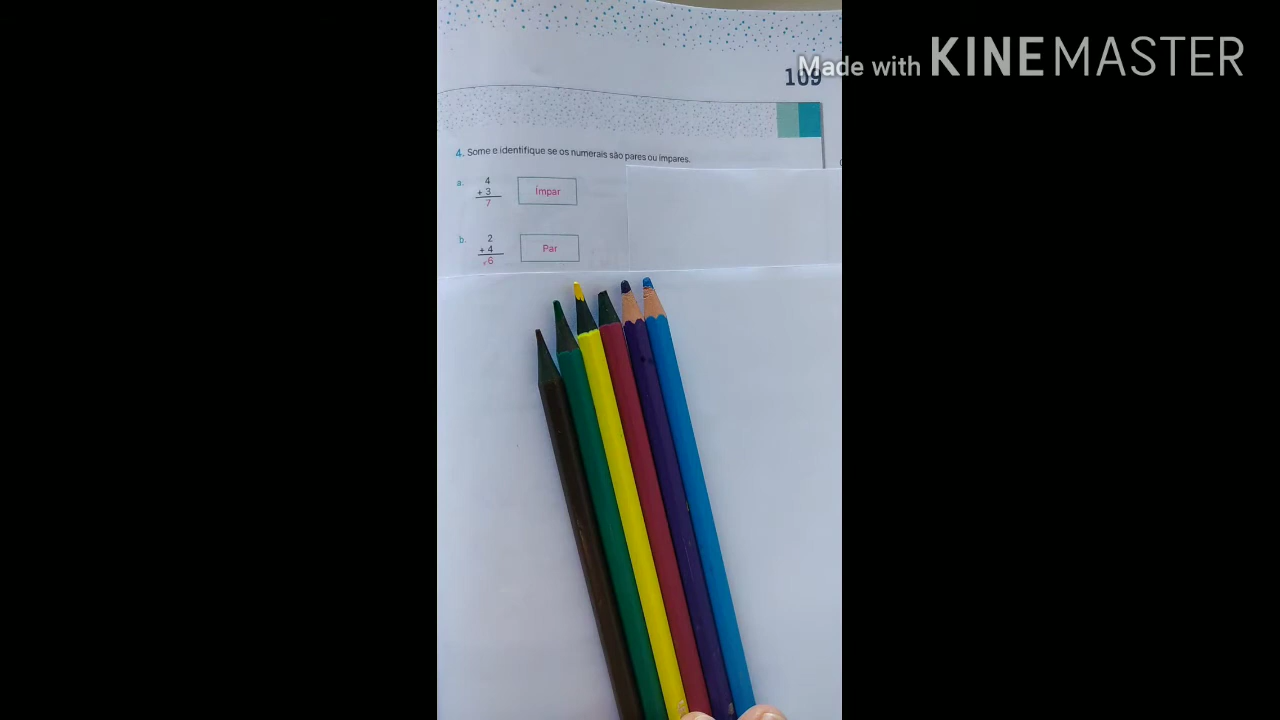 Made with KINEMASTER
109
4. Some e identifique se os numerais são pares ou ímpares.
a.
4
+ 3
7
Ímpar
b.
2
+ 4
6
Par